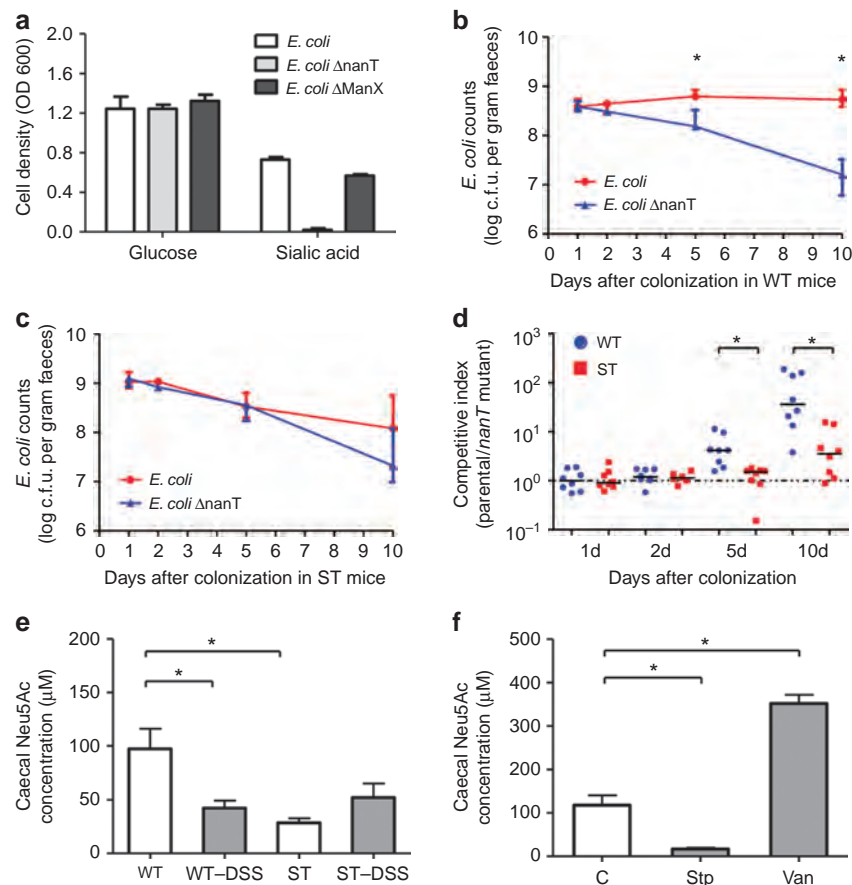 a
2.0
1.6
1.2
0.8
0.4
0.0
Cell density (OD 600)
E. coli
E. coli ΔnanT
E. coli ΔManX
Glucose
Sialic acid
b
9
8
7
6
E. coli counts
(log c.f.u. per gram faeces)
*
*
E. coli
E. coli ΔnanT
0 1 2 3 4 5 6 7 8 9 10
Days after colonization in WT mice
c
10
9
8
7
6
E. coli counts
(log c.f.u. per gram faeces)
E. coli
E. coli ΔnanT
0 1 2 3 4 5 6 7 8 9 10
Days after colonization in ST mice
d
10³
10²
10¹
10⁰
10⁻¹
Competitive index
(parental/nanT mutant)
WT
ST
*
*
1d 2d 5d 10d
Days after colonization
e
200
150
100
50
0
Caecal Neu5Ac
concentration (μM)
*
*
WT WT–DSS ST ST–DSS
f
500
400
300
200
100
0
Caecal Neu5Ac
concentration (μM)
*
*
C Stp Van